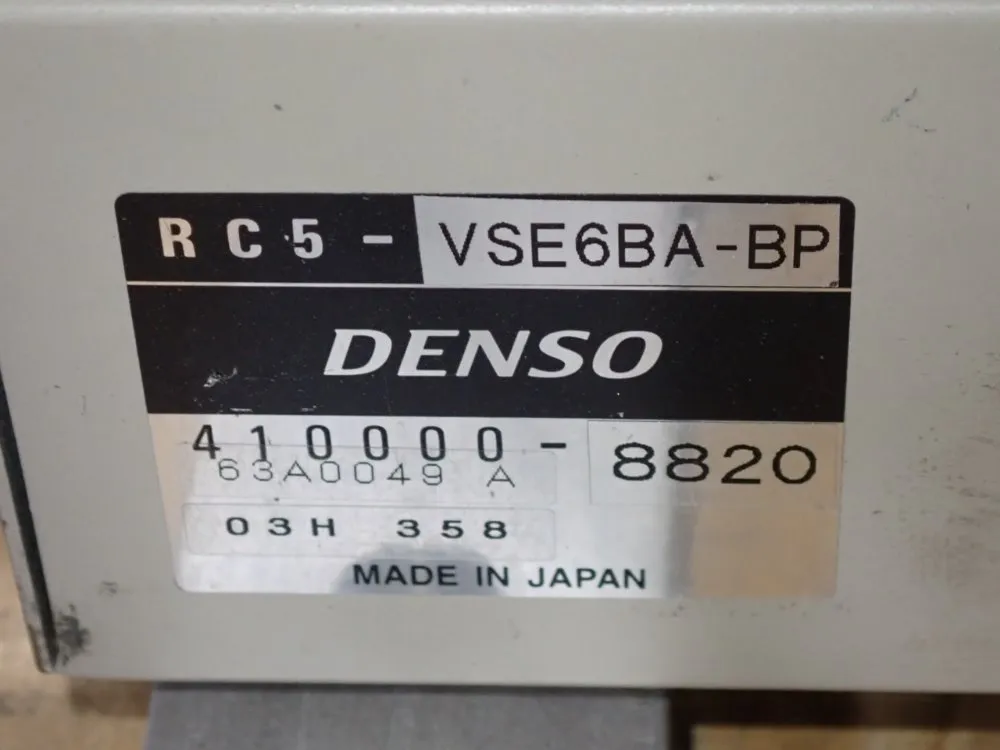 RC5-VSE6BA-BP
DENSO
410000-8820
63A0049 A
03H 358
MADE IN JAPAN